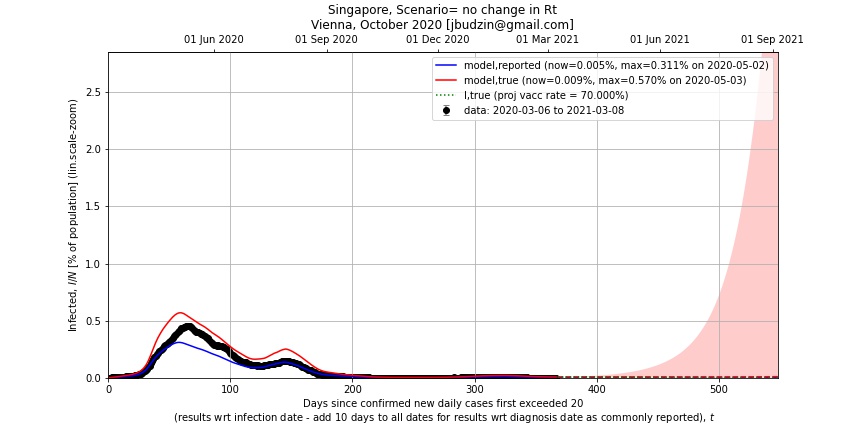 Singapore, Scenario= no change in Rt
Vienna, October 2020 [jbudzin@gmail.com]
01 Jun 2020 01 Sep 2020 01 Dec 2020 01 Mar 2021 01 Jun 2021 01 Sep 2021
model,reported (now=0.005%, max=0.311% on 2020-05-02)
model,true (now=0.009%, max=0.570% on 2020-05-03)
I,true (proj vacc rate = 70.000%)
data: 2020-03-06 to 2021-03-08
Infected, I/N [% of population] (lin.scale-zoom)
2.5
2.0
1.5
1.0
0.5
0.0
0 100 200 300 400 500
Days since confirmed new daily cases first exceeded 20
(results wrt infection date - add 10 days to all dates for results wrt diagnosis date as commonly reported), t